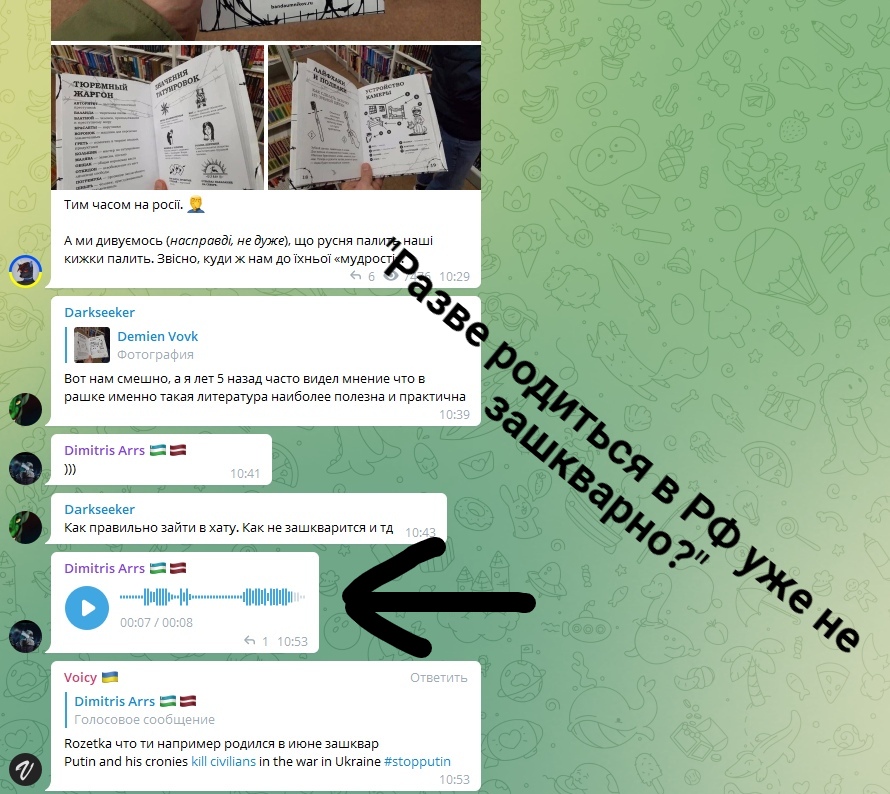 bandaumnikov.ru
ТЮРЕМНЫЙ
ЖАРГОН
ЗНАЧЕНИЯ
ТАТУИРОВОК
ЛАЙФХАКИ
И ПОДЕЛКИ
УСТРОЙСТВО
КАМЕРЫ
Тим часом на росії. 🤦
А ми дивуємось (насправді, не дуже), що русня палить наші
книжки палить. Звісно, куди ж нам до їхньої «мудрості».
6 7476 10:29
Darkseeker
Demien Vovk
Фотография
Вот нам смешно, а я лет 5 назад часто видел мнение что в
рашке именно такая литература наиболее полезна и практична
10:39
Dimitris Arrs 🇺🇿 🇱🇻
)))
10:41
Darkseeker
Как правильно зайти в хату. Как не зашкварится и тд
10:43
Dimitris Arrs 🇺🇿 🇱🇻
00:07 / 00:08
1 10:53
Voicy 🇺🇦
Ответить
Dimitris Arrs 🇺🇿 🇱🇻
Голосовое сообщение
Rozetka что ти например родился в июне зашквар
Putin and his cronies kill civilians in the war in Ukraine #stopputin
10:53
"Разве родиться в РФ уже не
зашкварно?"